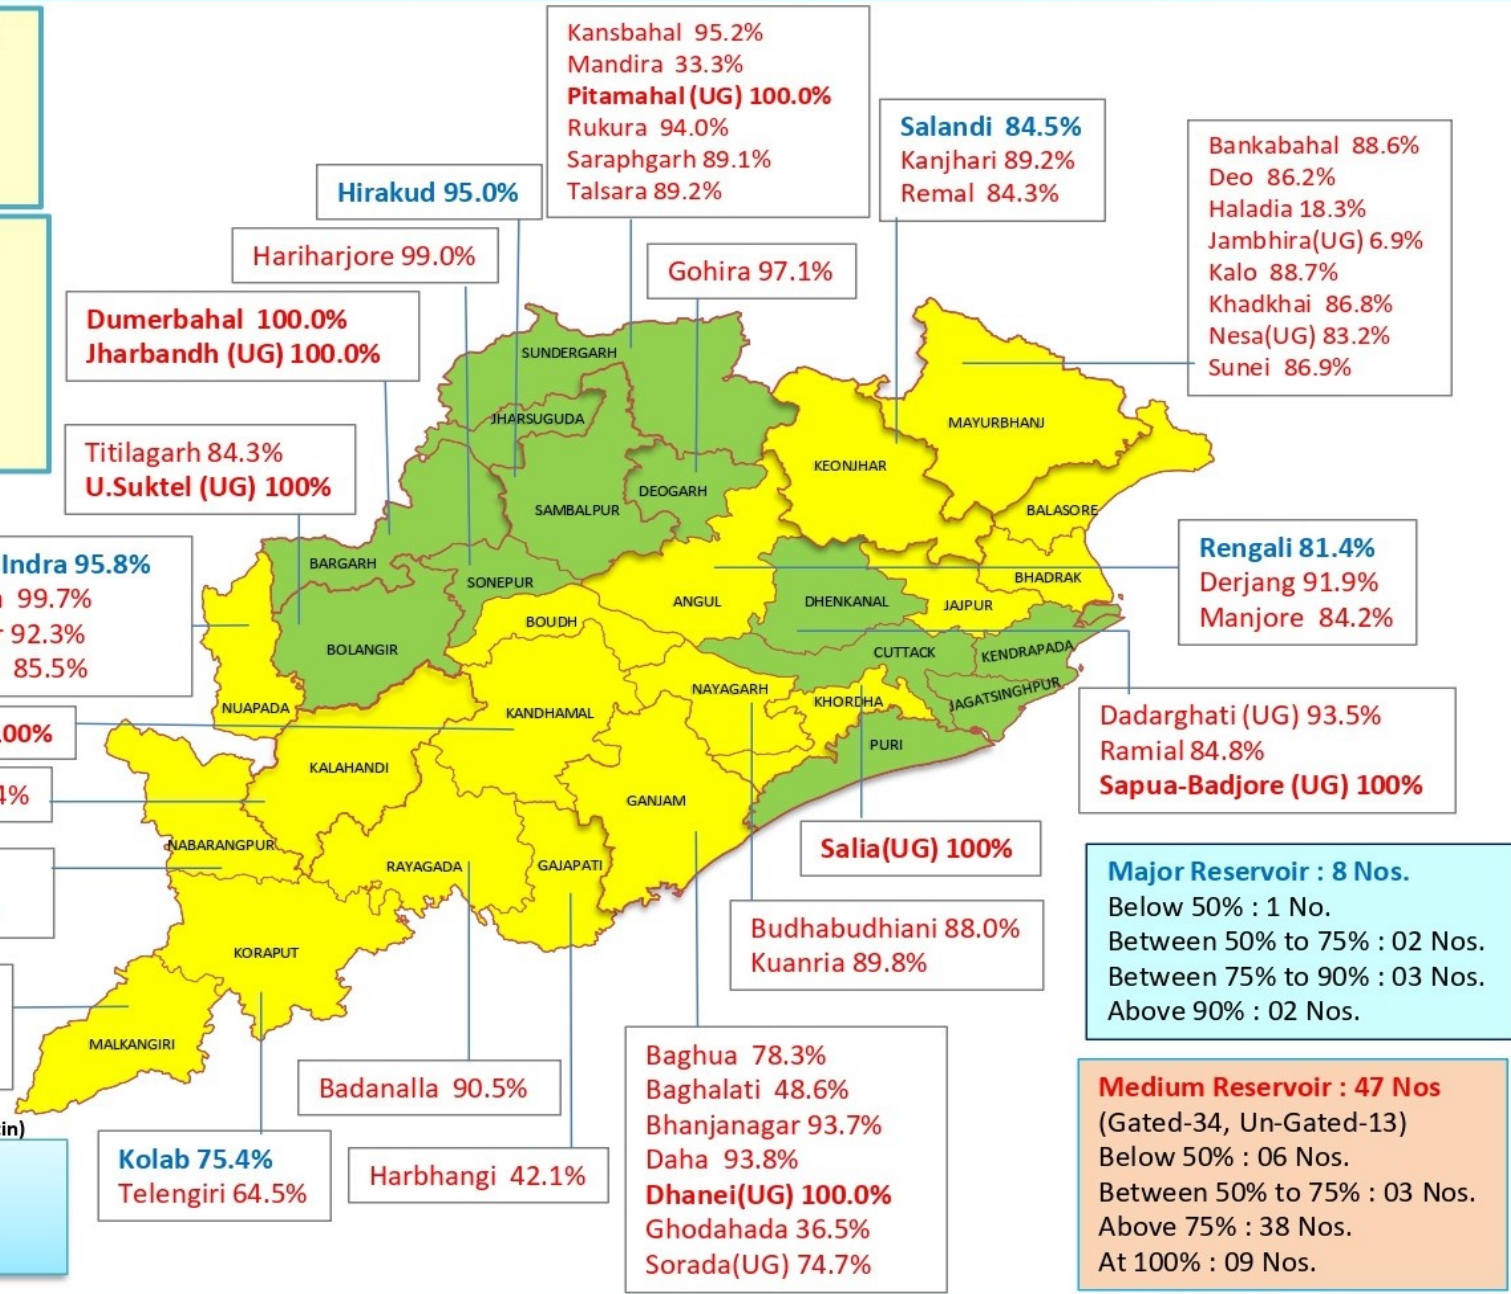 Kansbahal 95.2%
Mandira 33.3%
Pitamahal (UG) 100.0%
Rukura 94.0%
Saraphgarh 89.1%
Talsara 89.2%
Salandi 84.5%
Kanjhari 89.2%
Remal 84.3%
Bankabahal 88.6%
Deo 86.2%
Haladia 18.3%
Jambhira(UG) 6.9%
Kalo 88.7%
Khadkhai 86.8%
Nesa(UG) 83.2%
Sunei 86.9%
Hirakud 95.0%
Hariharjore 99.0%
Gohira 97.1%
Dumerbahal 100.0%
Jharbandh (UG) 100.0%
Titilagarh 84.3%
U.Suktel (UG) 100%
Indra 95.8%
99.7%
92.3%
85.5%
00%
4%
SUNDERGARH
JHARSUGUDA
SAMBALPUR
DEOGARH
KEONJHAR
MAYURBHANJ
BALASORE
BARGARH
SONEPUR
BHADRAK
ANGUL
DHENKANAL
JAJPUR
BOUDH
BOLANGIR
CUTTACK
KENDRAPADA
NAYAGARH
KHORDHA
JAGATSINGHPUR
NUAPADA
KANDHAMAL
PURI
KALAHANDI
GANJAM
NABARANGPUR
RAYAGADA
GAJAPATI
KORAPUT
MALKANGIRI
Rengali 81.4%
Derjang 91.9%
Manjore 84.2%
Dadarghati (UG) 93.5%
Ramial 84.8%
Sapua-Badjore (UG) 100%
Salia(UG) 100%
Budhabudhiani 88.0%
Kuanria 89.8%
Badanalla 90.5%
Kolab 75.4%
Telengiri 64.5%
Harbhangi 42.1%
Baghua 78.3%
Baghalati 48.6%
Bhanjanagar 93.7%
Daha 93.8%
Dhanei(UG) 100.0%
Ghodahada 36.5%
Sorada(UG) 74.7%
Major Reservoir : 8 Nos.
Below 50% : 1 No.
Between 50% to 75% : 02 Nos.
Between 75% to 90% : 03 Nos.
Above 90% : 02 Nos.
Medium Reservoir : 47 Nos
(Gated-34, Un-Gated-13)
Below 50% : 06 Nos.
Between 50% to 75% : 03 Nos.
Above 75% : 38 Nos.
At 100% : 09 Nos.